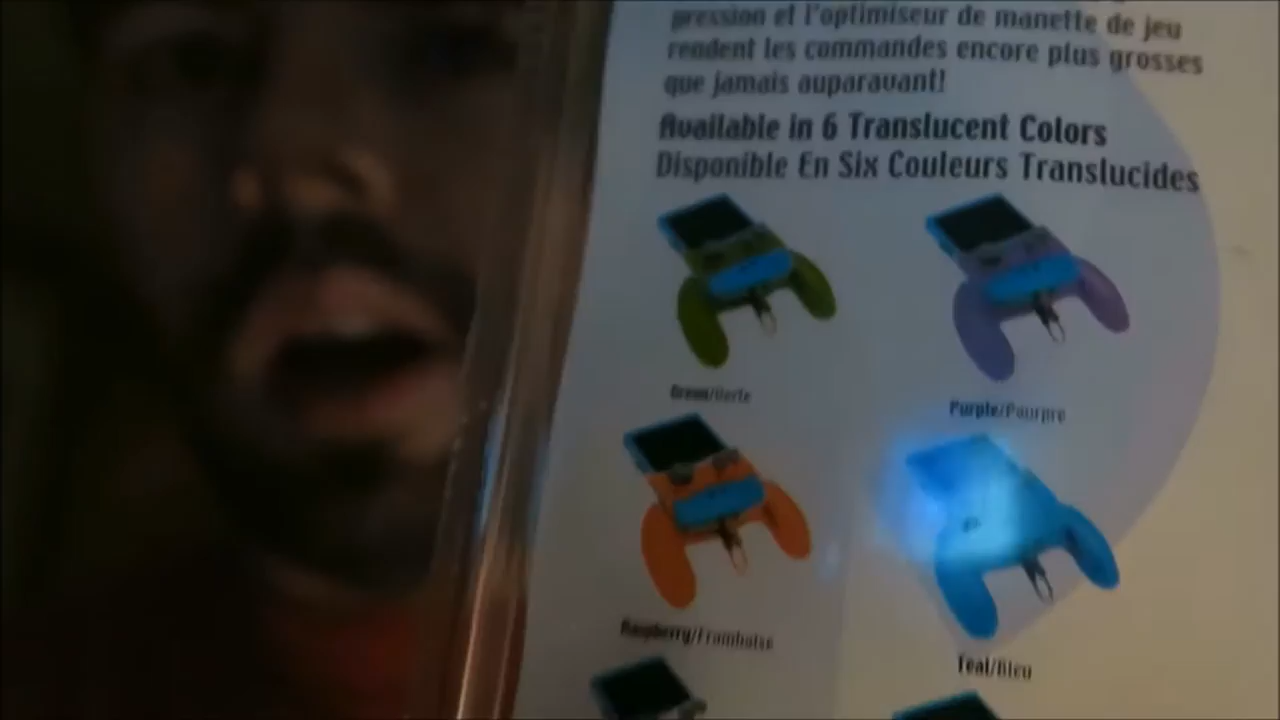 pression et l'optimiseur de manette de jeu
rendent les commandes encore plus grosses
que jamais auparavant!
Available in 6 Translucent Colors
Disponible En Six Couleurs Translucides
Green/Verte
Purple/Pourpre
Raspberry/Framboise
Teal/Bleu